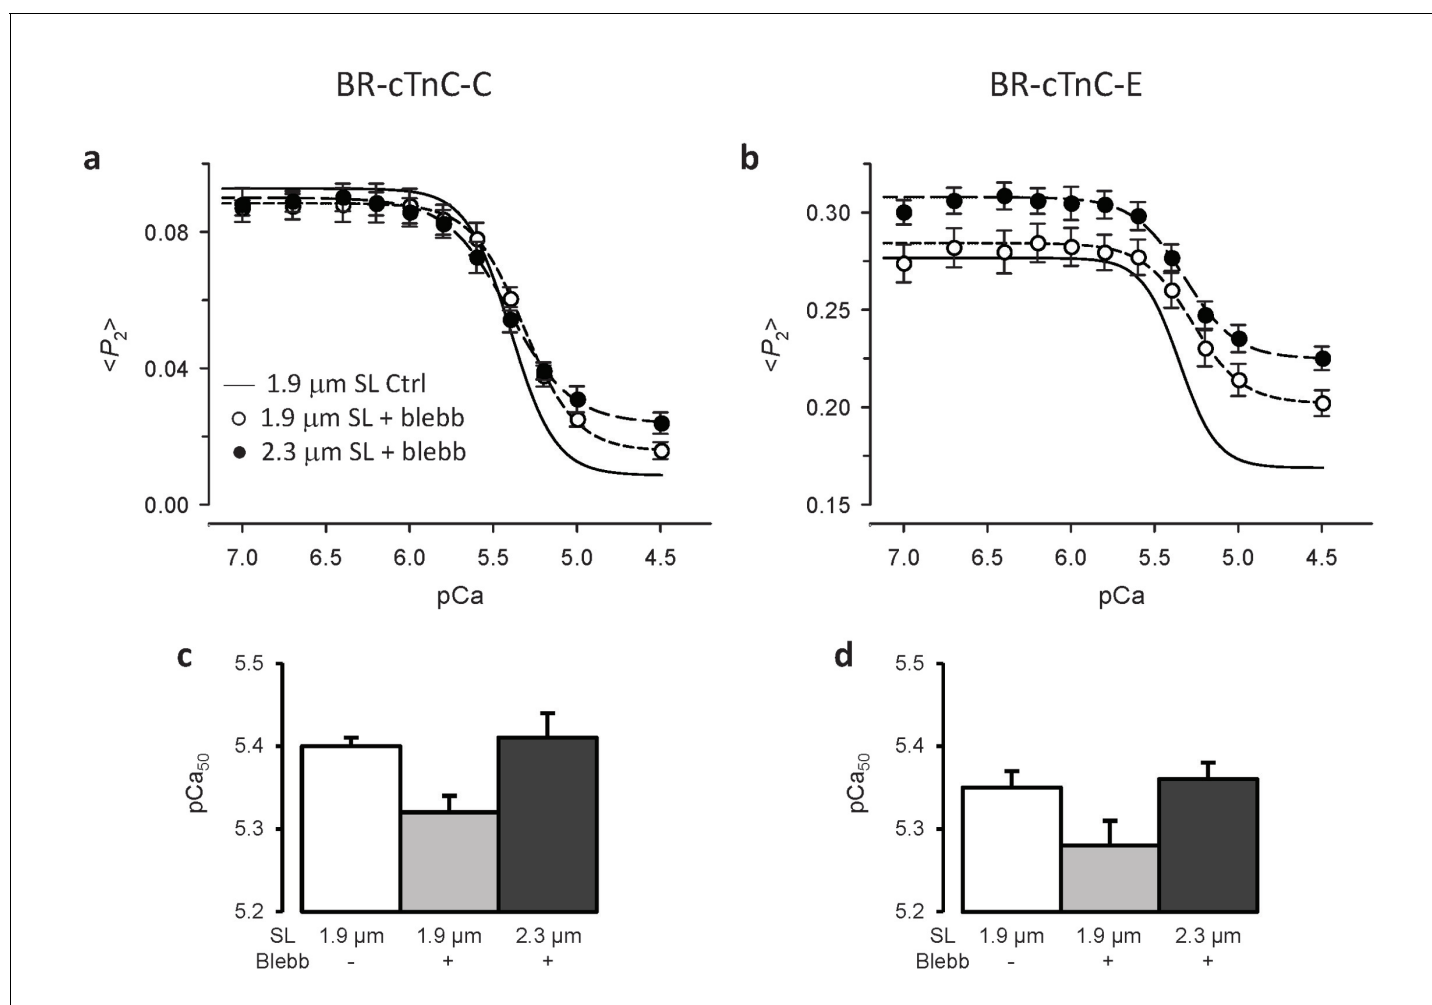 BR-cTnC-C
BR-cTnC-E
a
<P2>
0.08
0.04
0.00
1.9 μm SL Ctrl
1.9 μm SL + blebb
2.3 μm SL + blebb
7.0 6.5 6.0 5.5 5.0 4.5
pCa
b
<P2>
0.30
0.25
0.20
0.15
7.0 6.5 6.0 5.5 5.0 4.5
pCa
c
pCa50
5.5
5.4
5.3
5.2
SL 1.9 μm 1.9 μm 2.3 μm
Blebb - + +
d
pCa50
5.5
5.4
5.3
5.2
SL 1.9 μm 1.9 μm 2.3 μm
Blebb - + +